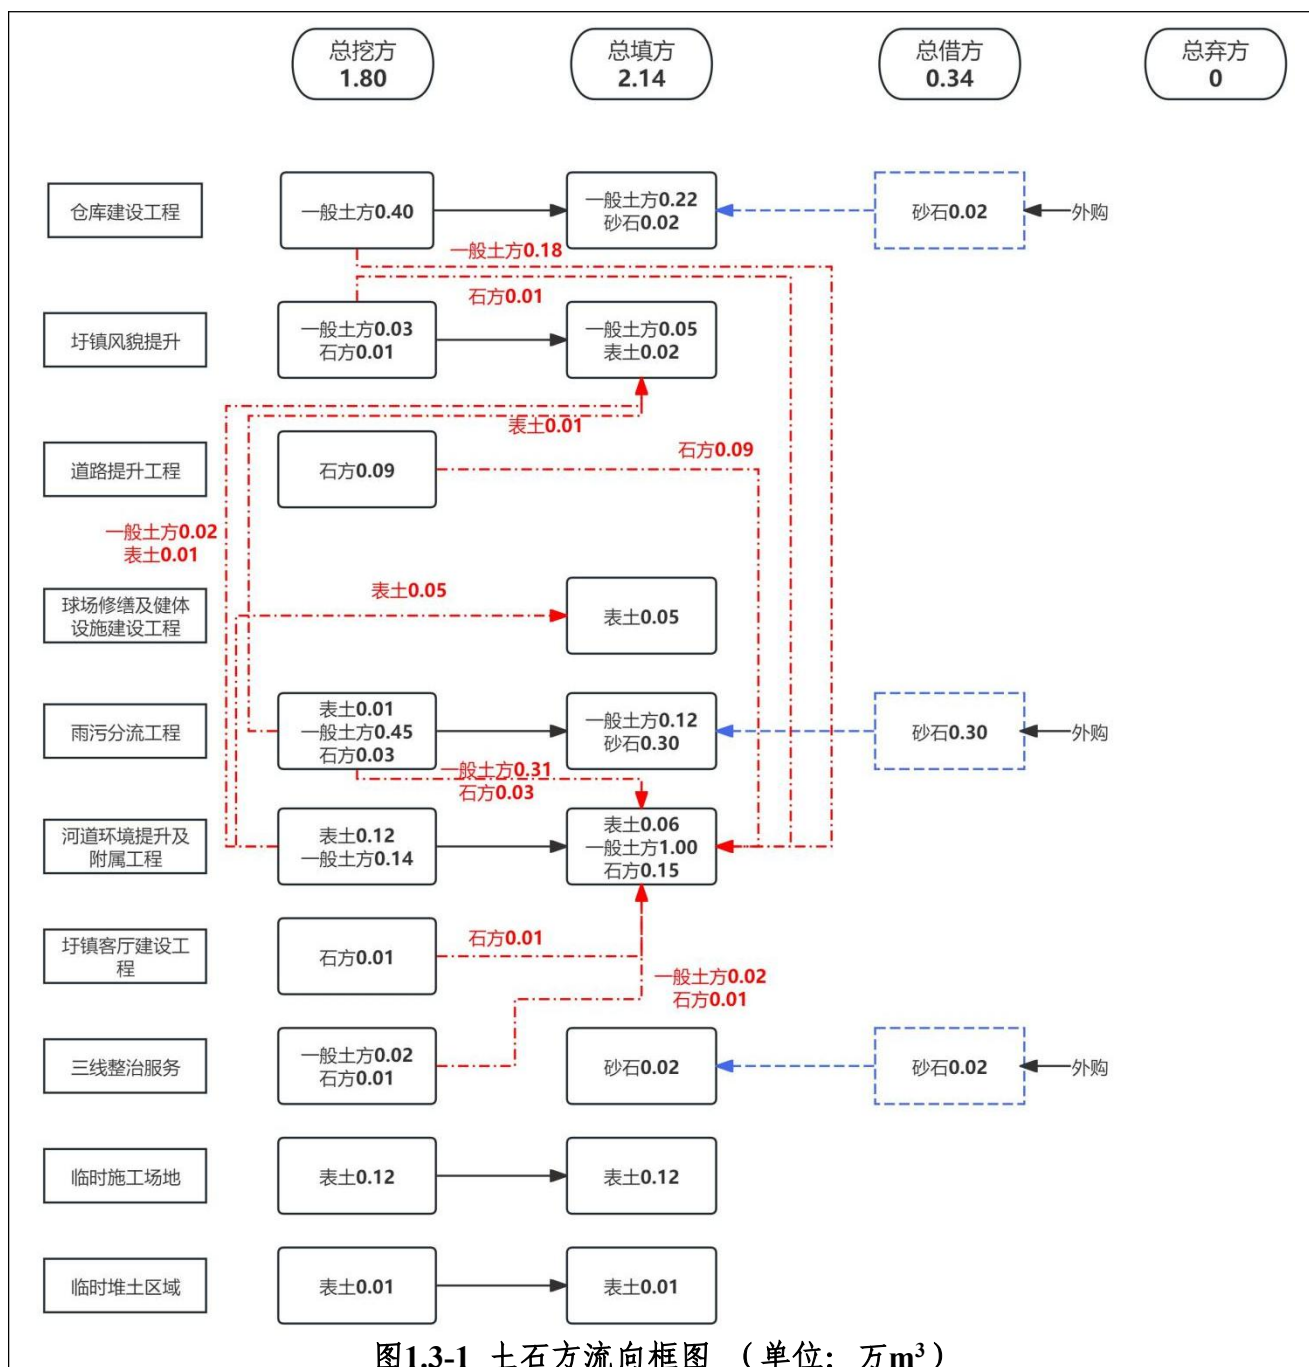 总挖方
1.80
总填方
2.14
总借方
0.34
总弃方
0
仓库建设工程
一般土方0.40
一般土方0.22
砂石0.02
砂石0.02
外购
一般土方0.18
石方0.01
圩镇风貌提升
一般土方0.03
石方0.01
一般土方0.05
表土0.02
表土0.01
道路提升工程
石方0.09
石方0.09
一般土方0.02
表土0.01
球场修缮及健体
设施建设工程
表土0.05
表土0.05
雨污分流工程
表土0.01
一般土方0.45
石方0.03
一般土方0.12
砂石0.30
砂石0.30
外购
一般土方0.31
石方0.03
河道环境提升及
附属工程
表土0.12
一般土方0.14
表土0.06
一般土方1.00
石方0.15
圩镇客厅建设工
程
石方0.01
石方0.01
一般土方0.02
石方0.01
三线整治服务
一般土方0.02
石方0.01
砂石0.02
砂石0.02
外购
临时施工场地
表土0.12
表土0.12
临时堆土区域
表土0.01
表土0.01
图1.3-1 土石方流向框图 （单位：万m³）